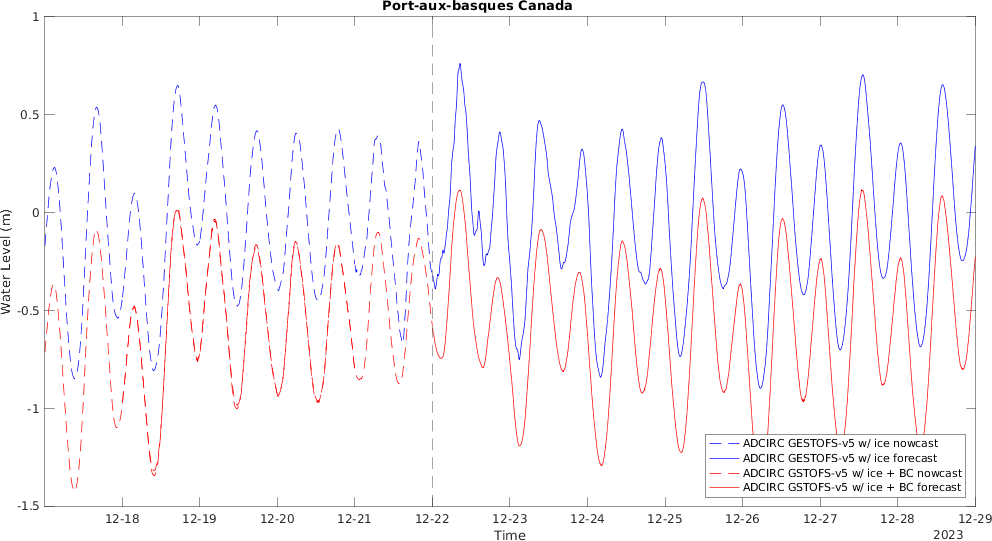 Port-aux-basques Canada
Water Level (m)
1
0.5
0
-0.5
-1
-1.5
ADCIRC GESTOFS-v5 w/ ice nowcast
ADCIRC GESTOFS-v5 w/ ice forecast
ADCIRC GSTOFS-v5 w/ ice + BC nowcast
ADCIRC GSTOFS-v5 w/ ice + BC forecast
12-18 12-19 12-20 12-21 12-22 12-23 12-24 12-25 12-26 12-27 12-28 12-29
Time
2023